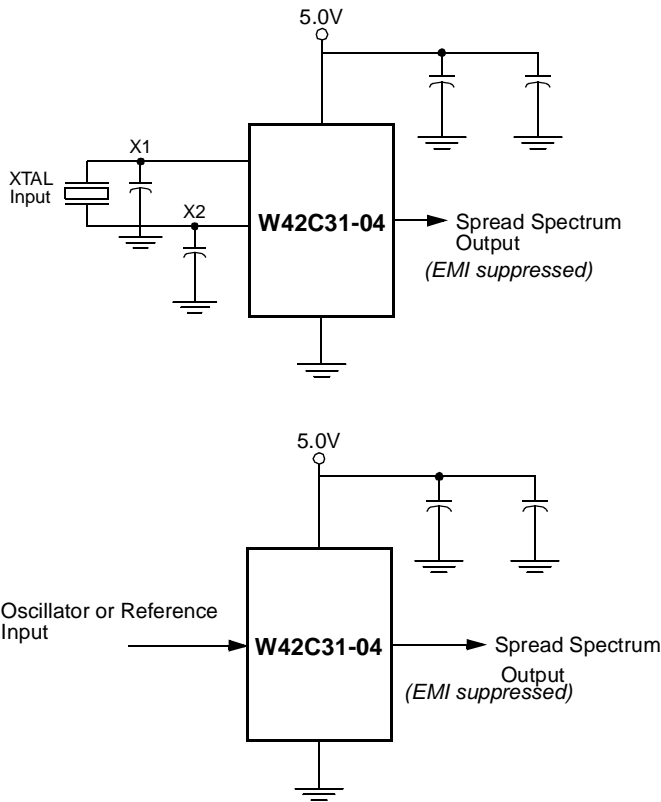 5.0V
X1
XTAL
Input
X2
W42C31-04
Spread Spectrum
Output
(EMI suppressed)
5.0V
Oscillator or Reference
Input
W42C31-04
Spread Spectrum
Output
(EMI suppressed)